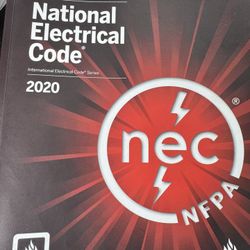 National
Electrical
Code®
International Electrical Code® Series
2020
®
nec
NFPA